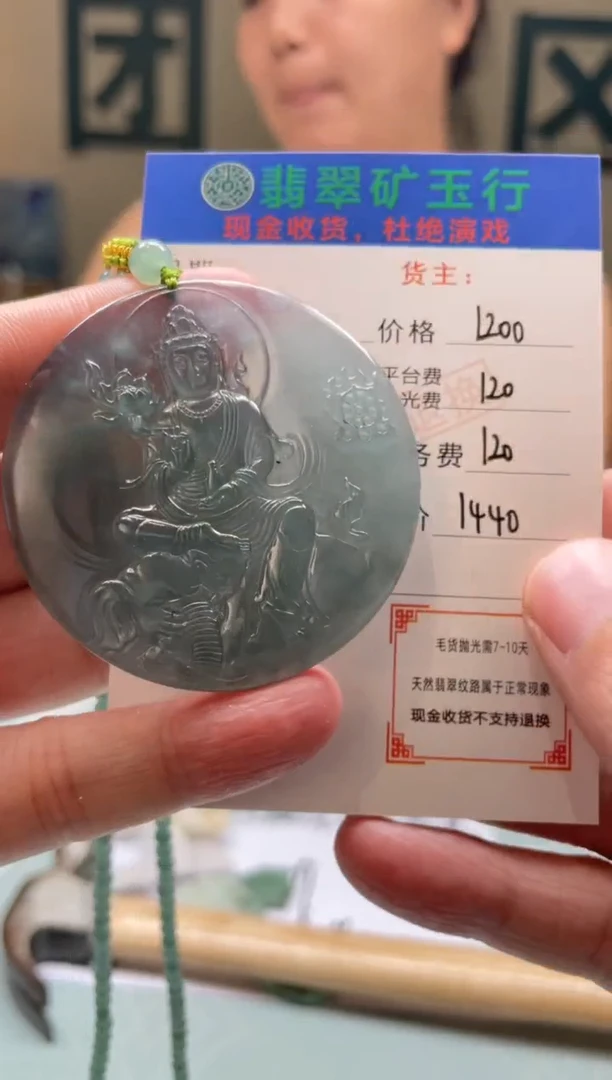 团
翡翠矿玉行
现金收货，杜绝演戏
货主：
价格 1200
平台费
光费 120
务费 120
价 1440
毛货抛光需7-10天
天然翡翠纹路属于正常现象
现金收货不支持退换